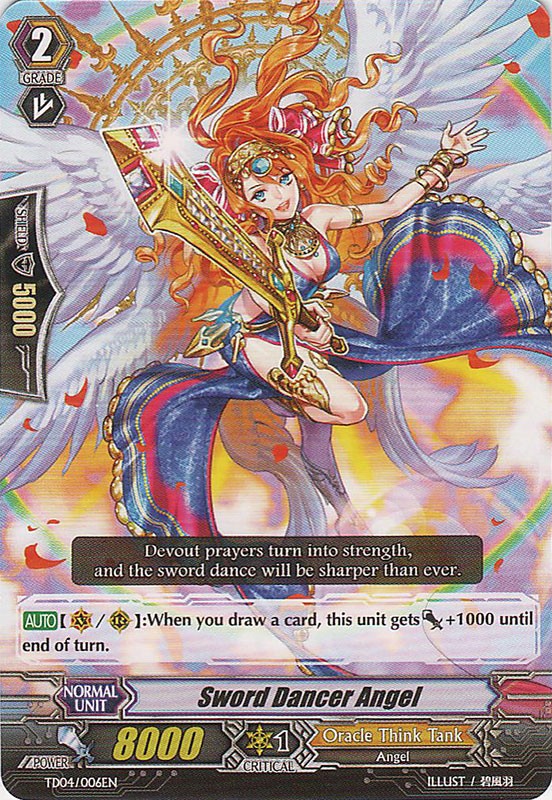 2
GRADE
SHIELD
5000
Devout prayers turn into strength,
and the sword dance will be sharper than ever.
AUTO【 V / R 】:When you draw a card, this unit gets +1000 until
end of turn.
NORMAL
UNIT
Sword Dancer Angel
POWER
8000
1
CRITICAL
Oracle Think Tank
Angel
TD04/006EN
ILLUST / 碧風羽